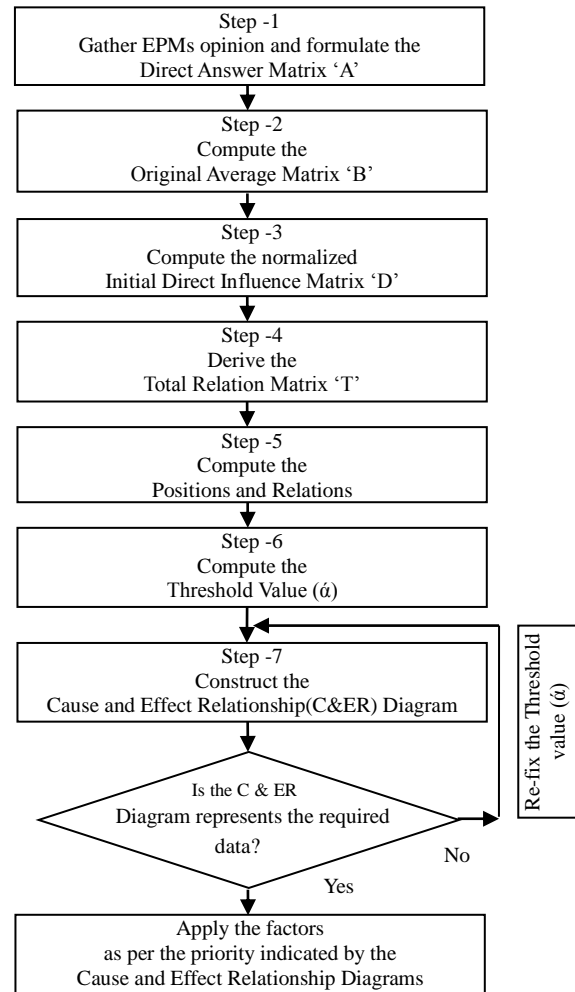 Step -1
Gather EPMs opinion and formulate the
Direct Answer Matrix ‘A’
Step -2
Compute the
Original Average Matrix ‘B’
Step -3
Compute the normalized
Initial Direct Influence Matrix ‘D’
Step -4
Derive the
Total Relation Matrix ‘T’
Step -5
Compute the
Positions and Relations
Step -6
Compute the
Threshold Value (ά)
Step -7
Construct the
Cause and Effect Relationship(C&ER) Diagram
Re-fix the Threshold
value (ά)
Is the C & ER
Diagram represents the required
data?
No
Yes
Apply the factors
as per the priority indicated by the
Cause and Effect Relationship Diagrams